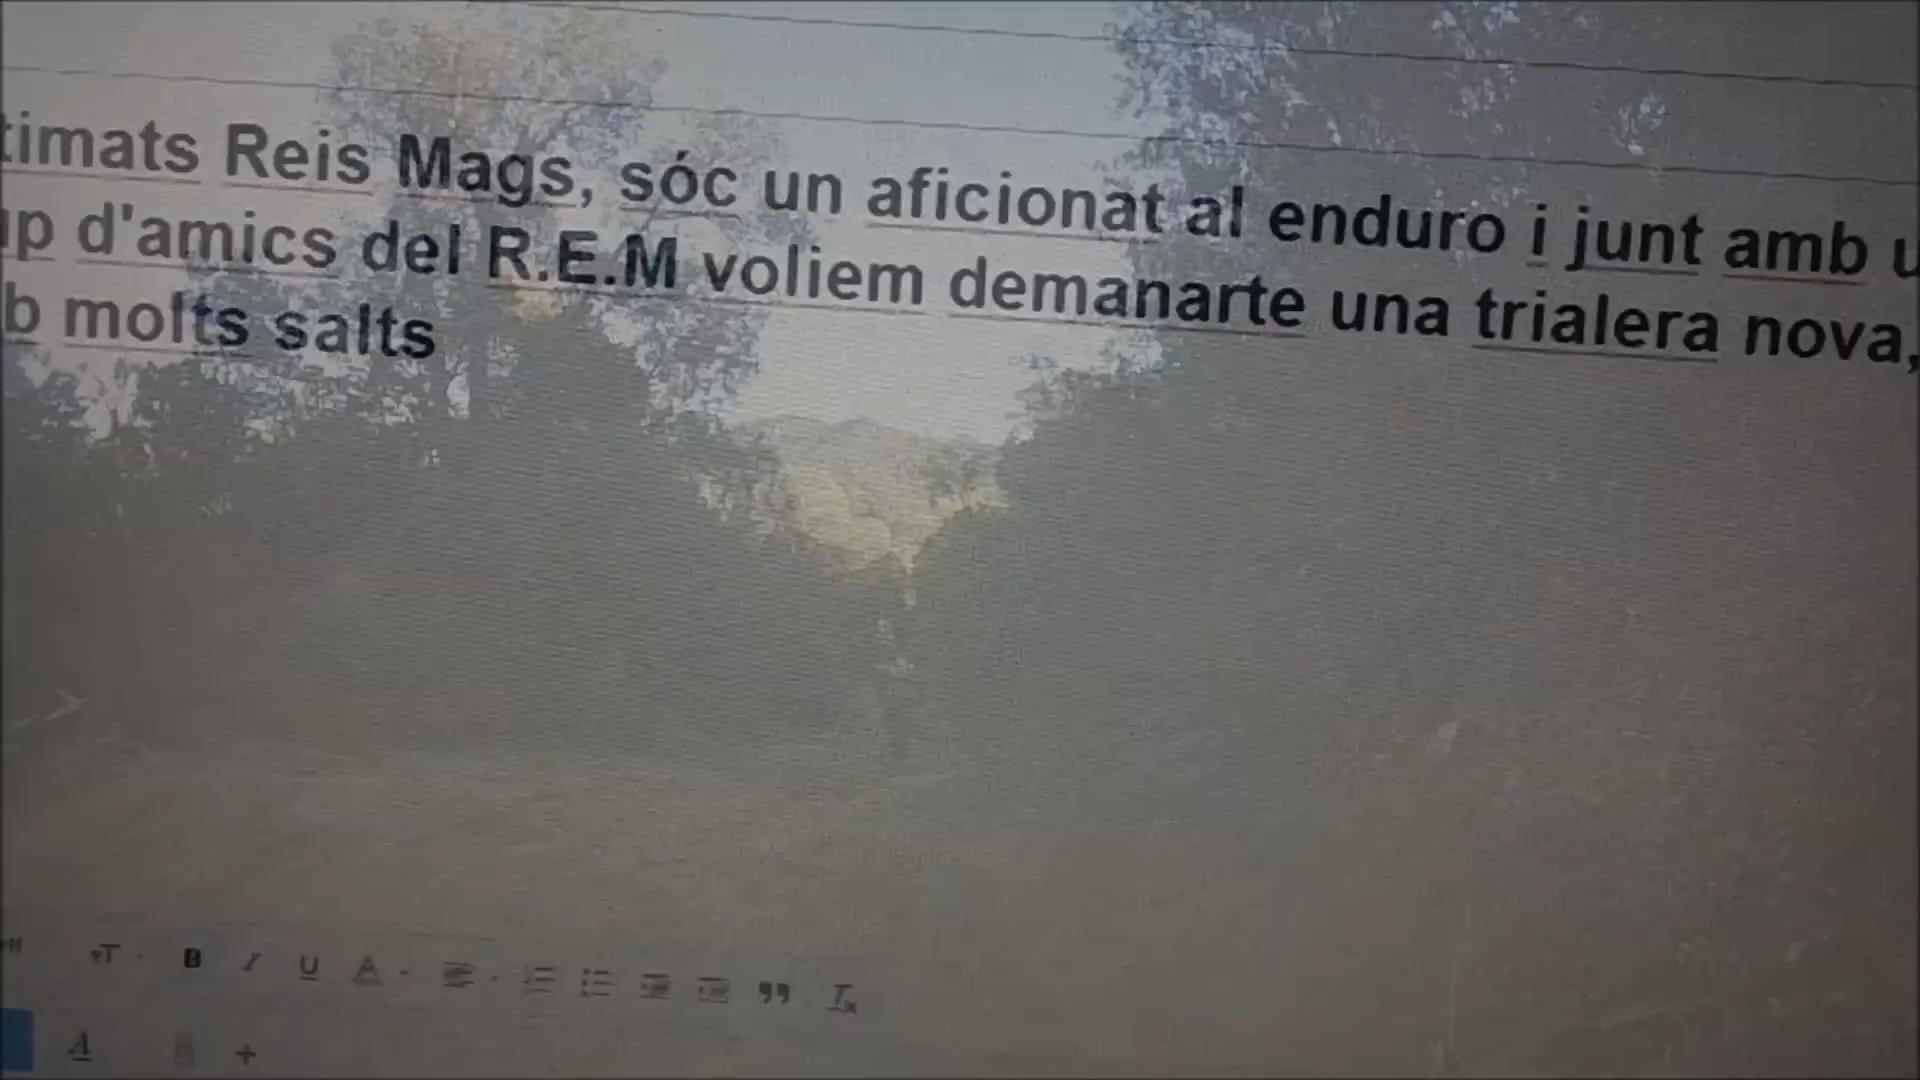 timats Reis Mags, sóc un aficionat al enduro i junt amb u
up d'amics del R.E.M voliem demanarte una trialera nova,
b molts salts